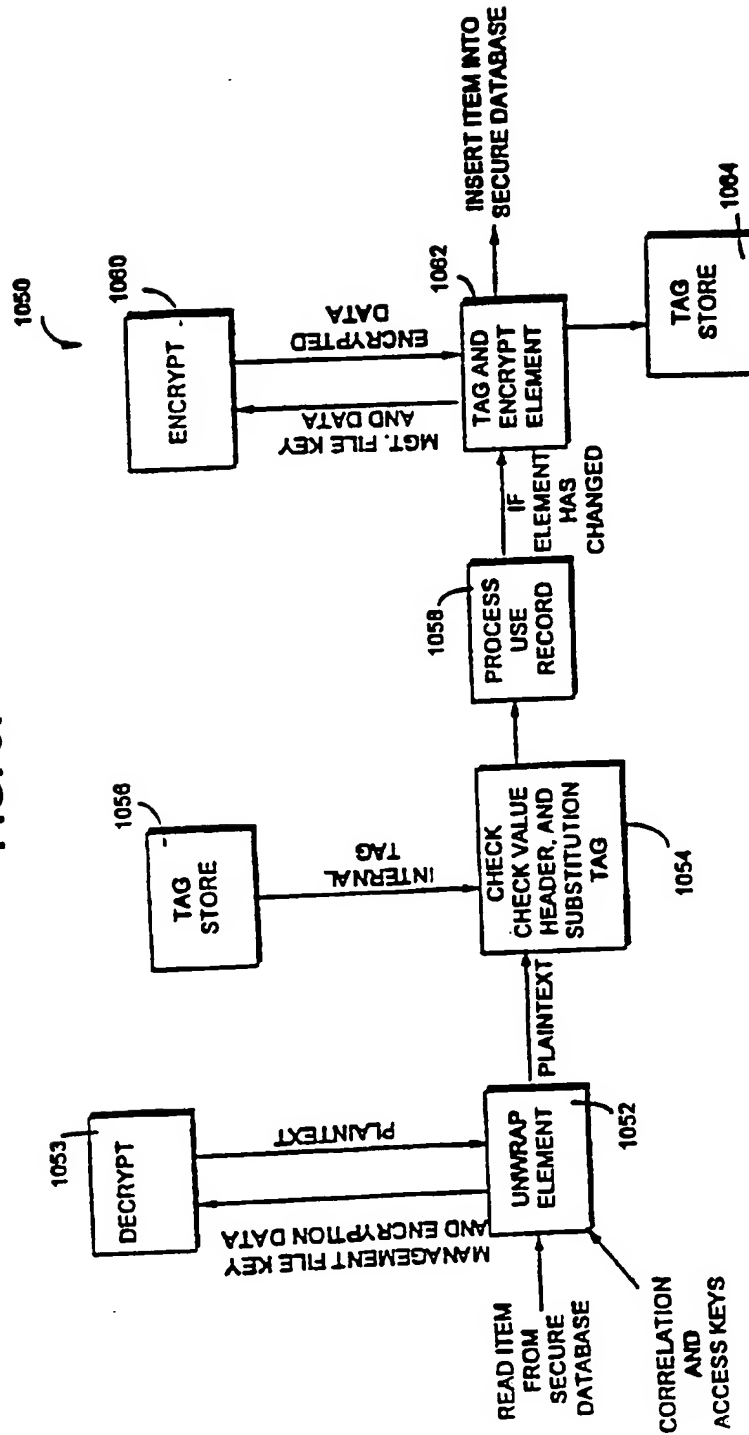 1050
1053
DECRYPT
MANAGEMENT FILE KEY
AND ENCRYPTION DATA
PLAINTEXT
READ ITEM
FROM
SECURE
DATABASE
UNWRAP
ELEMENT
1052
CORRELATION
AND
ACCESS KEYS
PLAINTEXT
1056
TAG
STORE
INTERNAL
TAG
CHECK
CHECK VALUE
HEADER, AND
SUBSTITUTION
TAG
1054
1058
PROCESS
USE
RECORD
IF
ELEMENT
HAS
CHANGED
1060
ENCRYPT
MGT. FILE KEY
AND DATA
ENCRYPTED
DATA
1062
TAG AND
ENCRYPT
ELEMENT
INSERT ITEM INTO
SECURE DATABASE
TAG
STORE
1064